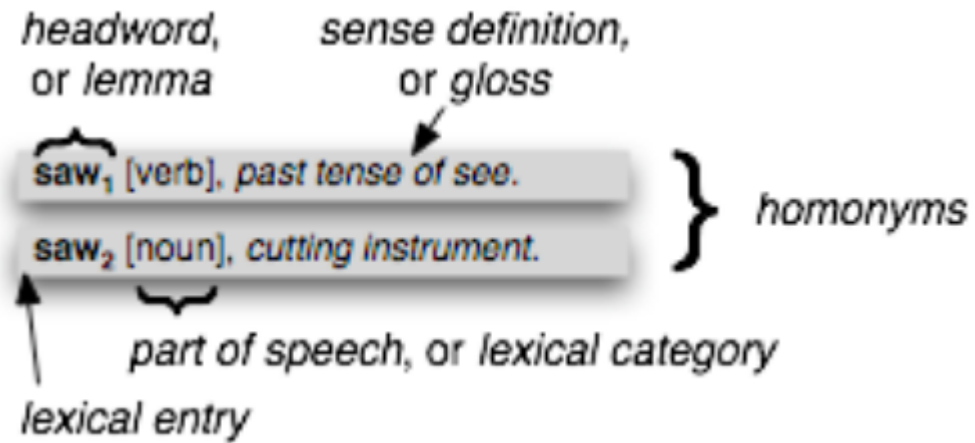 headword, sense definition,
or lemma or gloss
saw₁ [verb], past tense of see.
homonyms
saw₂ [noun], cutting instrument.
part of speech, or lexical category
lexical entry